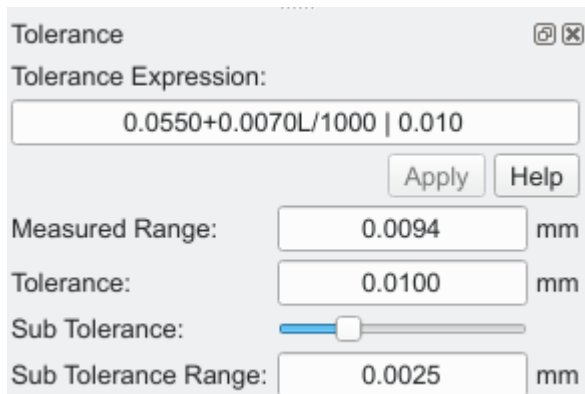 Tolerance
Tolerance Expression:
0.0550+0.0070L/1000 | 0.010
Apply Help
Measured Range: 0.0094 mm
Tolerance: 0.0100 mm
Sub Tolerance:
Sub Tolerance Range: 0.0025 mm